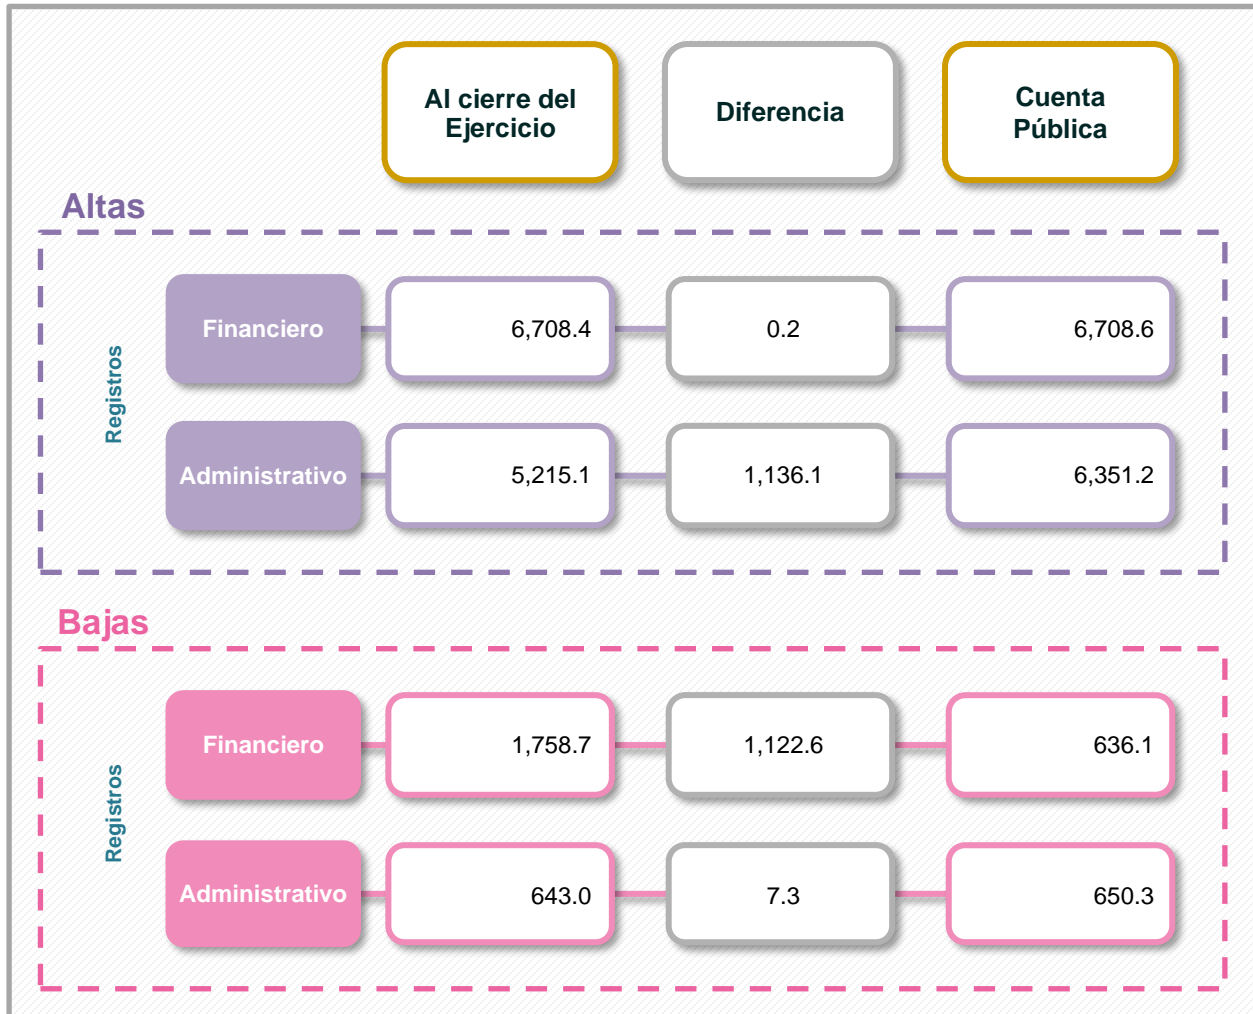 Al cierre del
Ejercicio
Diferencia
Cuenta
Pública
Altas
Registros
Financiero
6,708.4
0.2
6,708.6
Administrativo
5,215.1
1,136.1
6,351.2
Bajas
Registros
Financiero
1,758.7
1,122.6
636.1
Administrativo
643.0
7.3
650.3